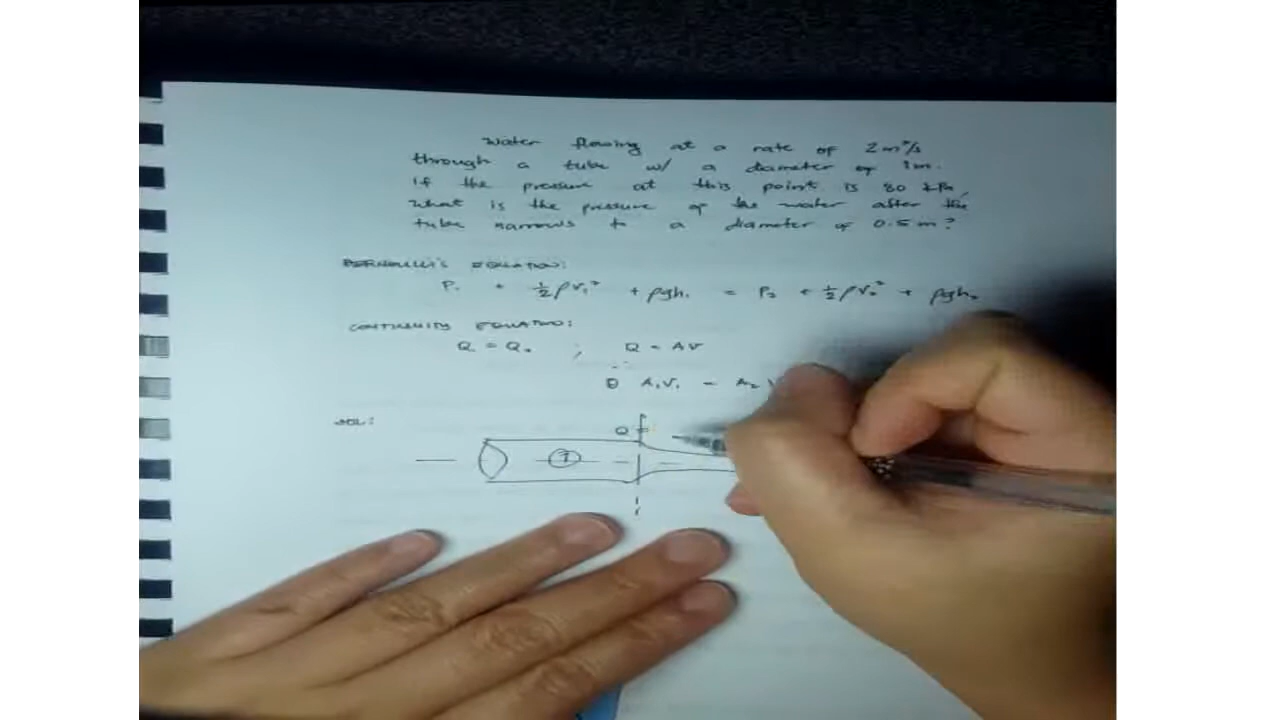 Water flowing at a rate of 2 m³/s
through a tube w/ a diameter of 1m.
If the pressure at this point is 80 kPa,
what is the pressure of the water after the
tube narrows to a diameter of 0.5 m?
BERNOULLI'S EQUATION:
P₁ + ½ρV₁² + ρgh₁ = P₂ + ½ρV₂² + ρgh₂
CONTINUITY EQUATION:
Q = Q₂ ; Q = AV
A₁V₁ = A₂V
SOL:
Q =
1